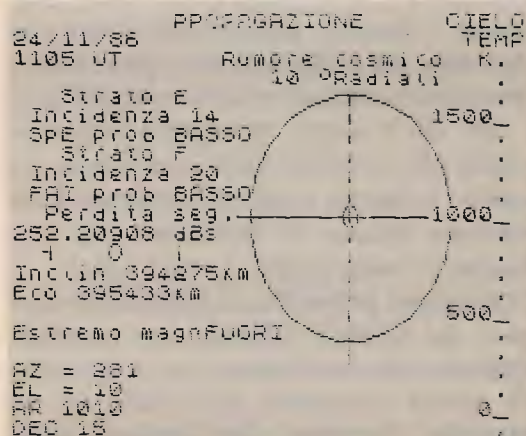 PROPAGAZIONE CIELO
24/11/86 TEMP
1105 UT Rumore cosmico K.
10 °Radiali
Strato E
Incidenza 14 1500_
SPE prob BASSO
Strato F
Incidenza 20
FAI prob BASSO
Perdita seg. 1000_
252.20908 dBs
Inclin 394275km
Eco 395433km
500_
Estremo magnFUORI
AZ = 281
EL = 10
AR 1010 0_
DEC 15